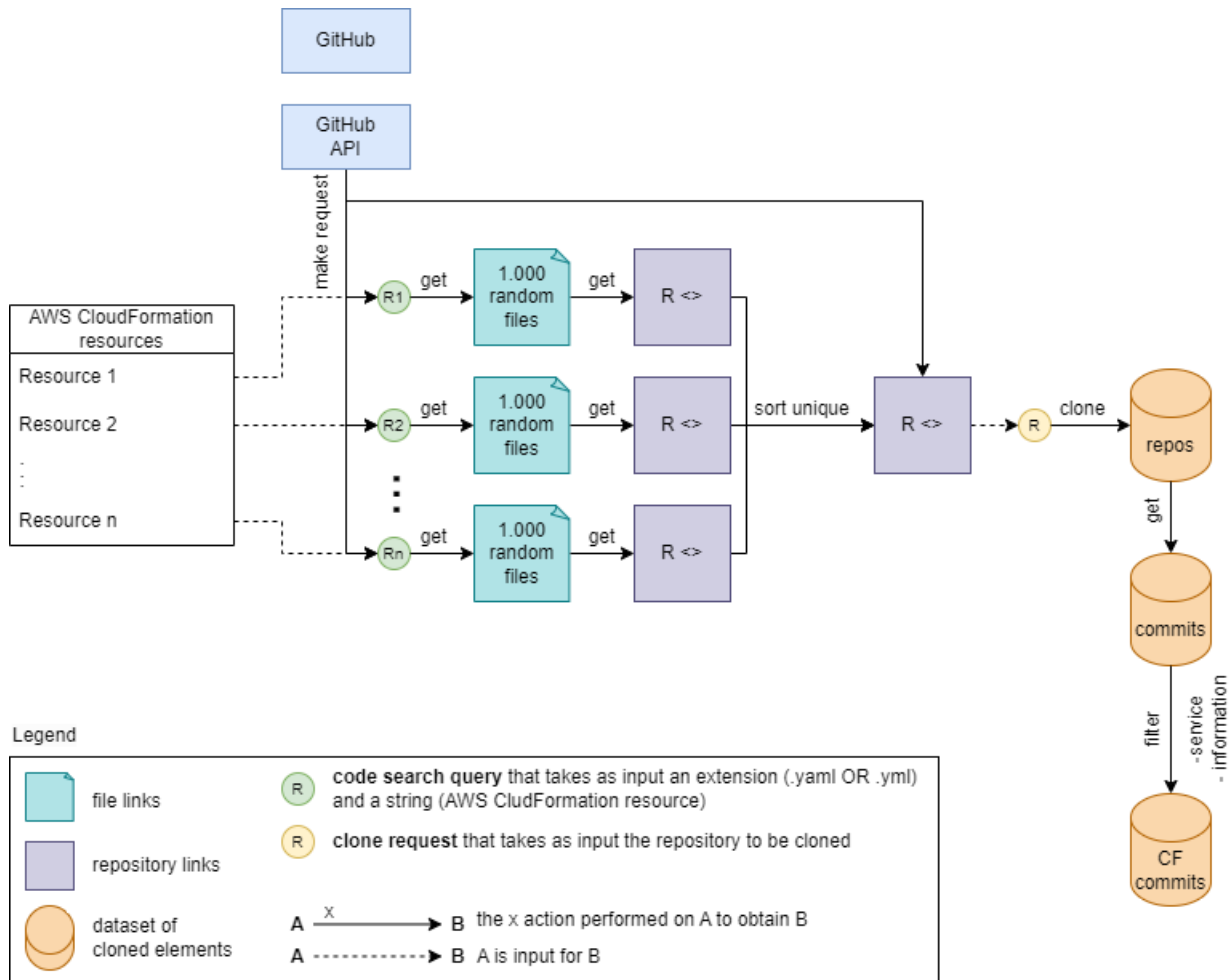 GitHub
GitHub
API
make request
AWS CloudFormation
resources
Resource 1
Resource 2
.
.
.
Resource n
R1
get
1.000
random
files
get
R <>
R2
get
1.000
random
files
get
R <>
Rn
get
1.000
random
files
get
R <>
sort unique
R <>
R
clone
repos
get
commits
filter
-service
- information
CF
commits
Legend
file links
repository links
dataset of
cloned elements
R
code search query that takes as input an extension (.yaml OR .yml)
and a string (AWS CludFormation resource)
R
clone request that takes as input the repository to be cloned
A x B the x action performed on A to obtain B
A B A is input for B